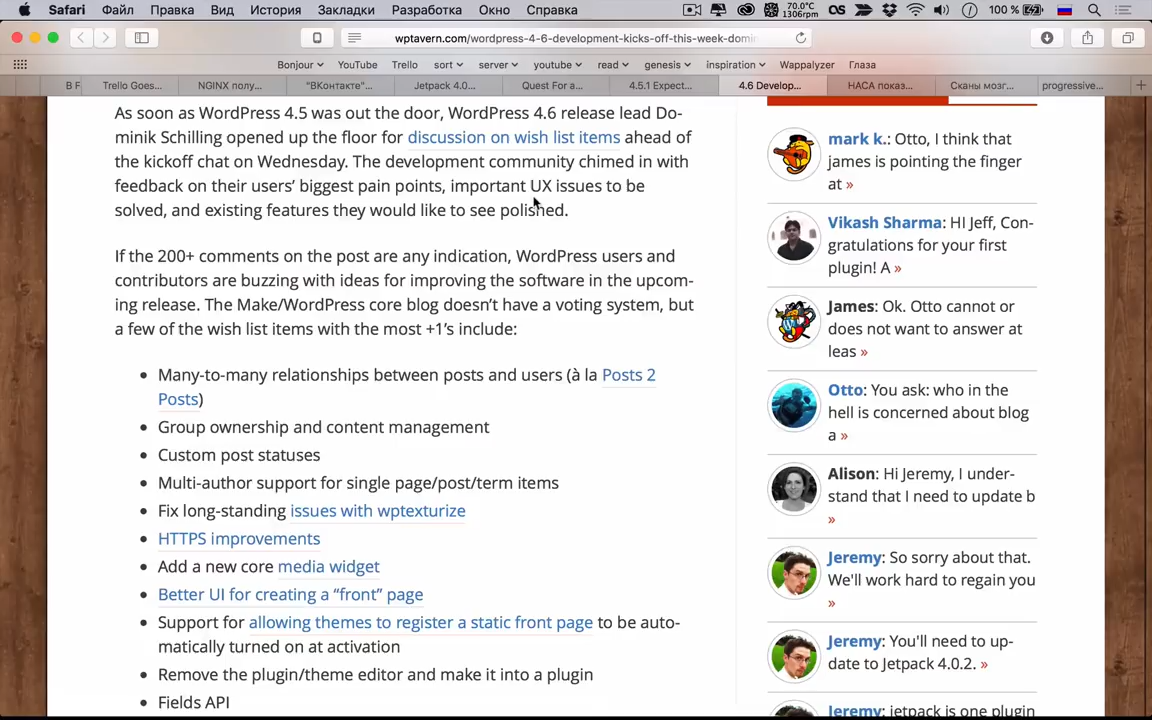 Safari Файл Правка Вид История Закладки Разработка Окно Справка 70.0°C 1306rpm 100 %
wptavern.com/wordpress-4-6-development-kicks-off-this-week-domin
Bonjour YouTube Trello sort server youtube read genesis inspiration Wappalyzer Глаза
В F Trello Goes... NGINX полу... "ВКонтакте"... Jetpack 4.0... Quest For a... 4.5.1 Expect... 4.6 Develop... НАСА показ... Сканы мозг... progressive...
As soon as WordPress 4.5 was out the door, WordPress 4.6 release lead Do-
minik Schilling opened up the floor for discussion on wish list items ahead of
the kickoff chat on Wednesday. The development community chimed in with
feedback on their users’ biggest pain points, important UX issues to be
solved, and existing features they would like to see polished.
If the 200+ comments on the post are any indication, WordPress users and
contributors are buzzing with ideas for improving the software in the upcom-
ing release. The Make/WordPress core blog doesn’t have a voting system, but
a few of the wish list items with the most +1’s include:
• Many-to-many relationships between posts and users (à la Posts 2
Posts)
• Group ownership and content management
• Custom post statuses
• Multi-author support for single page/post/term items
• Fix long-standing issues with wptexturize
• HTTPS improvements
• Add a new core media widget
• Better UI for creating a “front” page
• Support for allowing themes to register a static front page to be auto-
matically turned on at activation
• Remove the plugin/theme editor and make it into a plugin
• Fields API
mark k.: Otto, I think that
james is pointing the finger
at »
Vikash Sharma: HI Jeff, Con-
gratulations for your first
plugin! A »
James: Ok. Otto cannot or
does not want to answer at
leas »
Otto: You ask: who in the
hell is concerned about blog
a »
Alison: Hi Jeremy, I under-
stand that I need to update b
»
Jeremy: So sorry about that.
We'll work hard to regain you
»
Jeremy: You'll need to up-
date to Jetpack 4.0.2. »
Jeremy: jetpack is one plugin